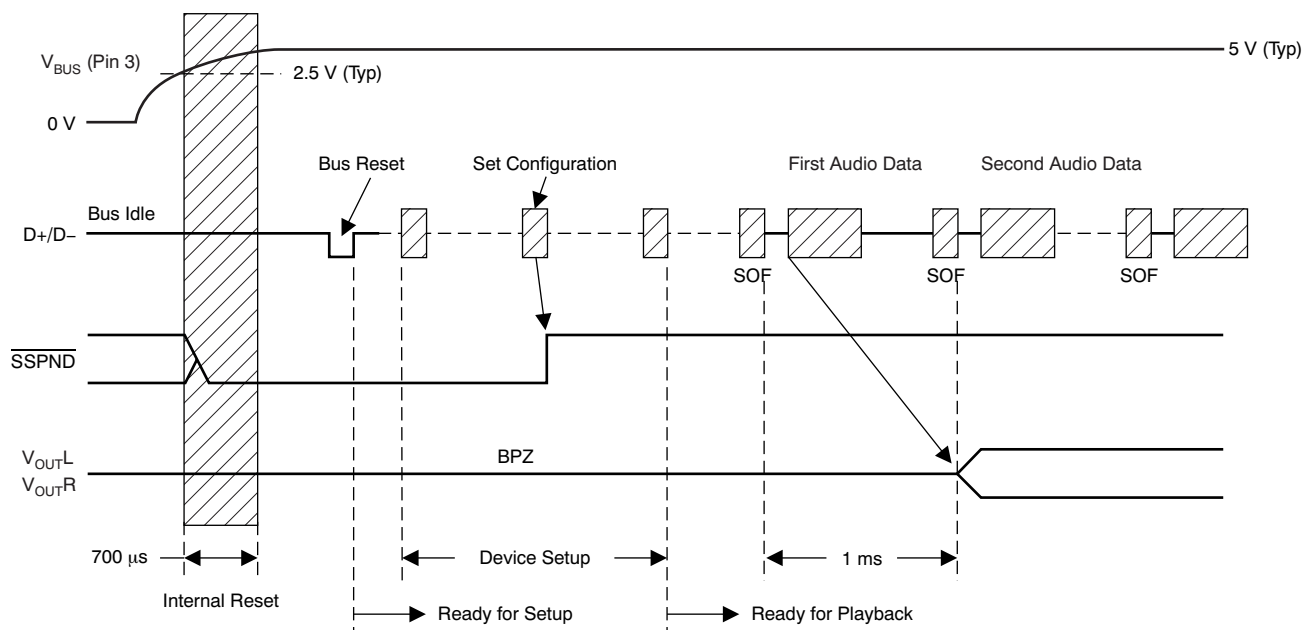 V_BUS (Pin 3)
5 V (Typ)
2.5 V (Typ)
0 V
Bus Reset
Set Configuration
First Audio Data
Second Audio Data
Bus Idle
D+/D–
SOF
SOF
SOF
SSPND
V_OUTL
BPZ
V_OUTR
700 μs
Device Setup
1 ms
Internal Reset
Ready for Setup
Ready for Playback